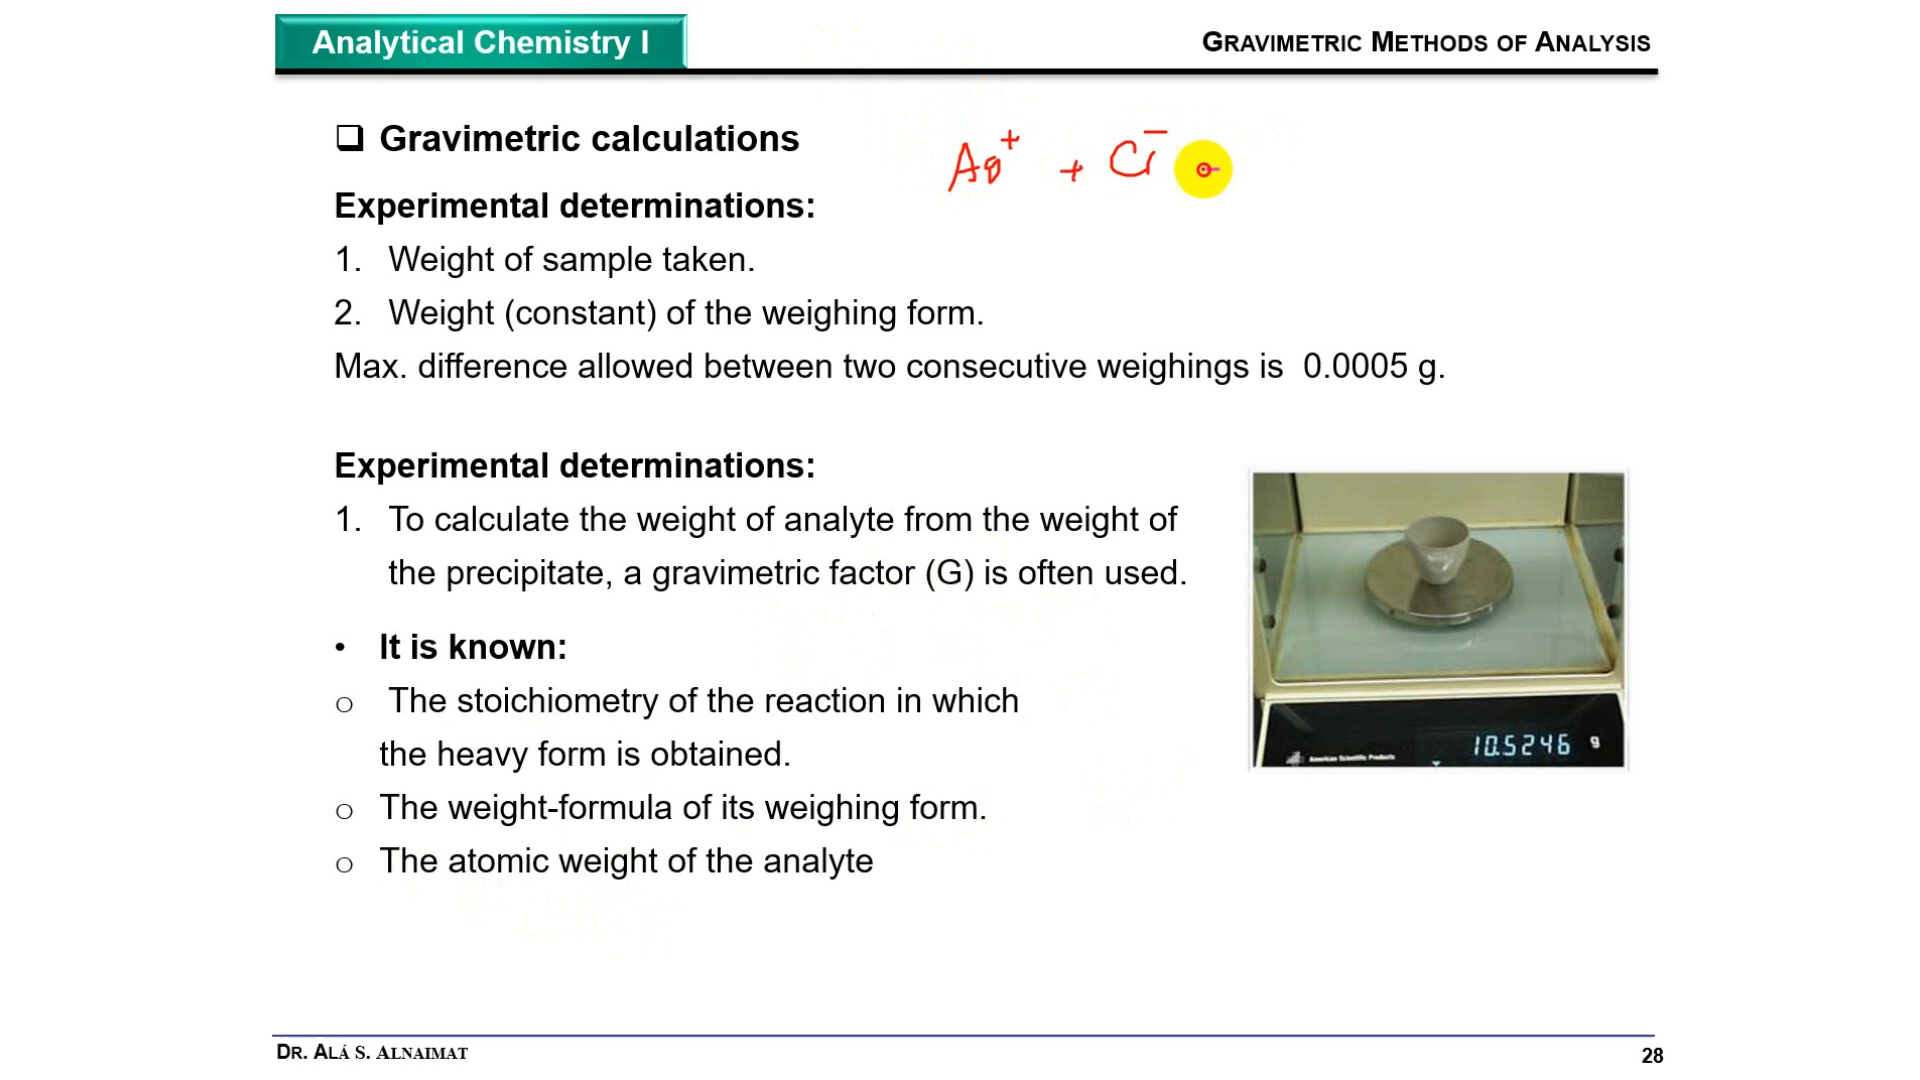 Analytical Chemistry I
GRAVIMETRIC METHODS OF ANALYSIS
❑ Gravimetric calculations
Ag⁺ + Cl⁻
Experimental determinations:
1. Weight of sample taken.
2. Weight (constant) of the weighing form.
Max. difference allowed between two consecutive weighings is 0.0005 g.
Experimental determinations:
1. To calculate the weight of analyte from the weight of
the precipitate, a gravimetric factor (G) is often used.
• It is known:
o The stoichiometry of the reaction in which
the heavy form is obtained.
o The weight-formula of its weighing form.
o The atomic weight of the analyte
American Scientific Products
10.5246 g
DR. ALÁ S. ALNAIMAT
28